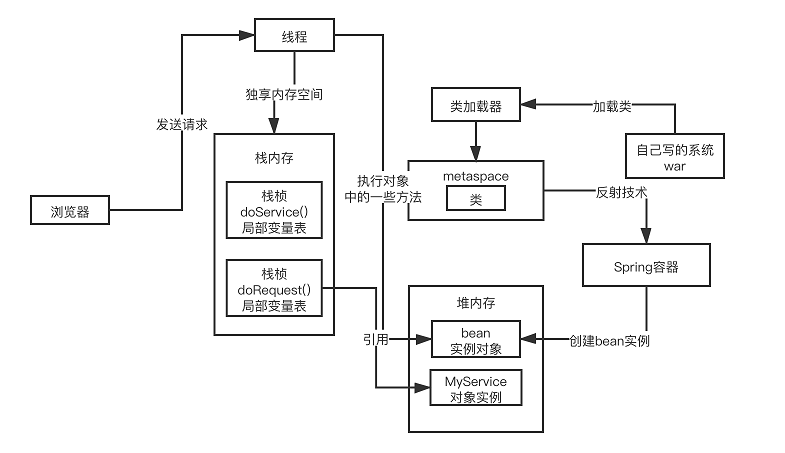 线程
独享内存空间
发送请求
浏览器
栈内存
栈桢
doService()
局部变量表
栈桢
doRequest()
局部变量表
执行对象
中的一些方法
引用
类加载器
加载类
自己写的系统
war
metaspace
类
反射技术
Spring容器
创建bean实例
堆内存
bean
实例对象
MyService
对象实例